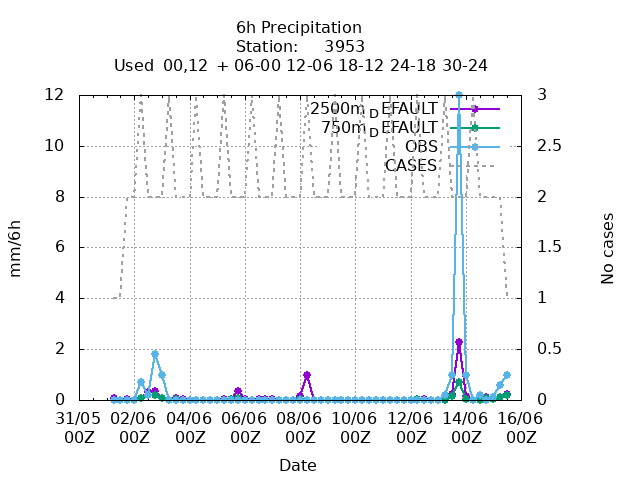 6h Precipitation
Station: 3953
Used 00,12 + 06-00 12-06 18-12 24-18 30-24
12 3
2500m DEFAULT
750m DEFAULT
10 OBS 2.5
CASES
8 2
mm/6h
6 1.5
No cases
4 1
2 0.5
0 0
31/05 02/06 04/06 06/06 08/06 10/06 12/06 14/06 16/06
00Z 00Z 00Z 00Z 00Z 00Z 00Z 00Z 00Z
Date